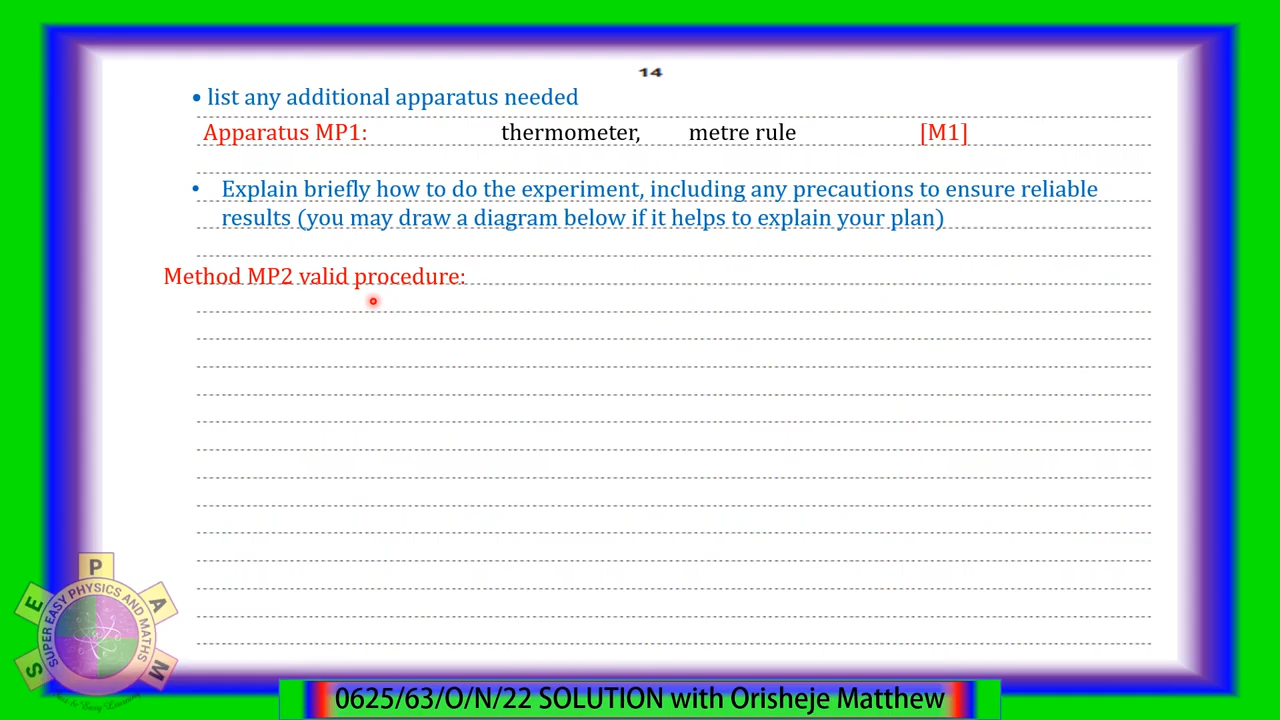 14
• list any additional apparatus needed
Apparatus MP1: thermometer, metre rule [M1]
• Explain briefly how to do the experiment, including any precautions to ensure reliable
results (you may draw a diagram below if it helps to explain your plan)
Method MP2 valid procedure:
S E P A M
SUPER EASY PHYSICS AND MATHS
0625/63/O/N/22 SOLUTION with Orisheje Matthew